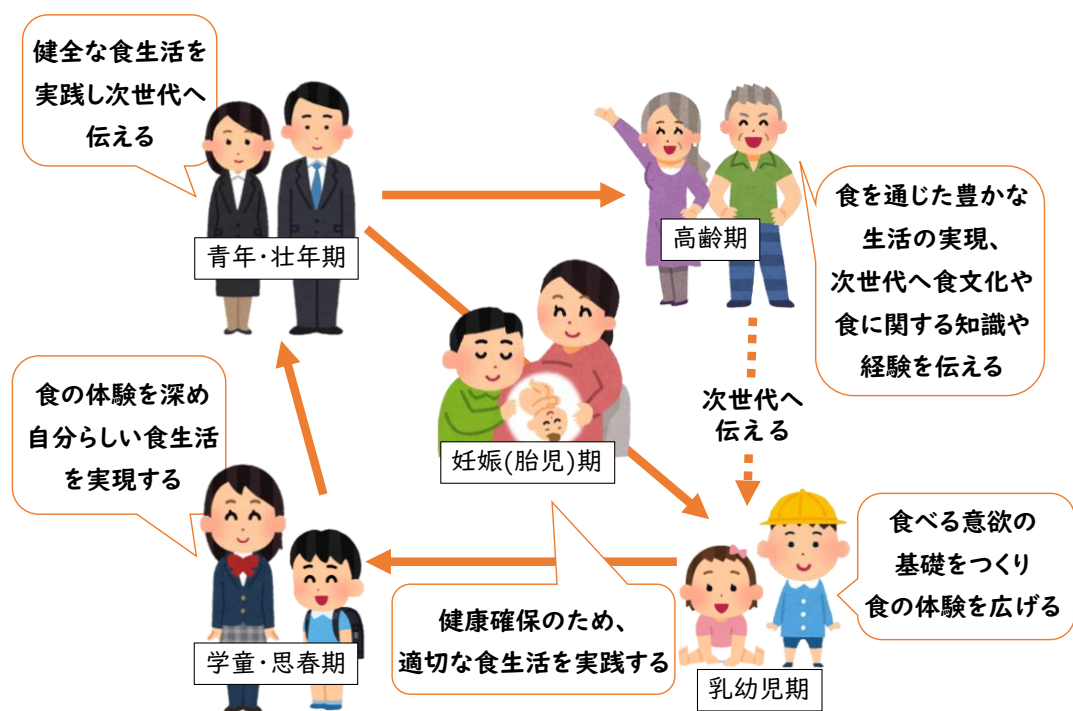 健全な食生活を
実践し次世代へ
伝える
青年・壮年期
高齢期
食を通じた豊かな
生活の実現、
次世代へ食文化や
食に関する知識や
経験を伝える
次世代へ
伝える
妊娠(胎児)期
食の体験を深め
自分らしい食生活
を実現する
学童・思春期
健康確保のため、
適切な食生活を実践する
食べる意欲の
基礎をつくり
食の体験を広げる
乳幼児期